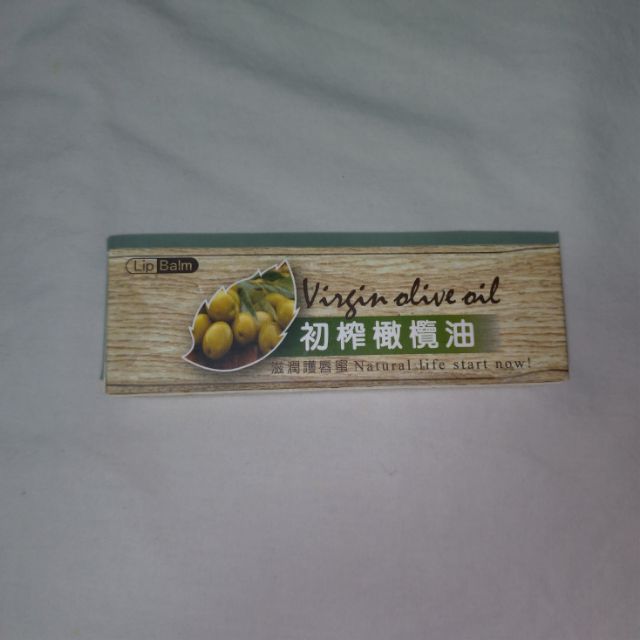 Lip Balm
Virgin olive oil
初榨橄欖油
滋潤護唇蜜 Natural life start now!